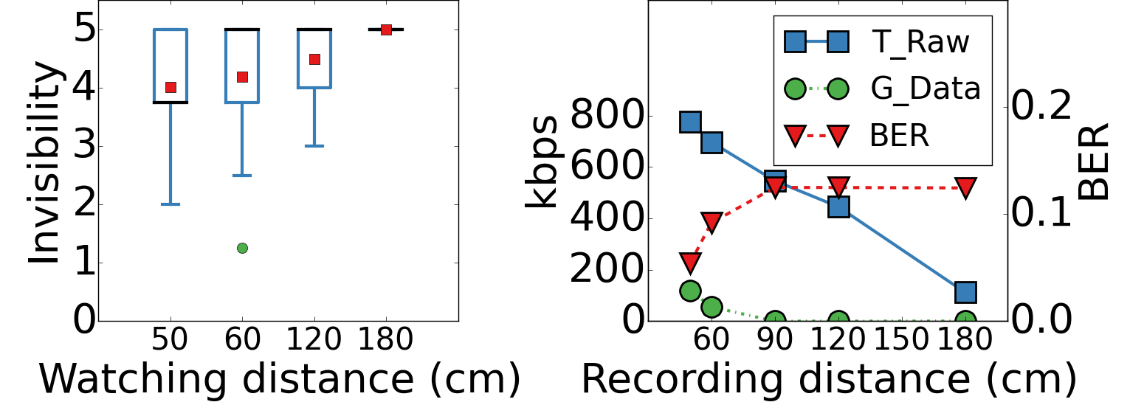 Invisibility
5
4
3
2
1
0
50 60 120 180
Watching distance (cm)
kbps
800
600
400
200
0
T_Raw
G_Data
BER
0.2
0.1
0.0
BER
60 90 120 150 180
Recording distance (cm)